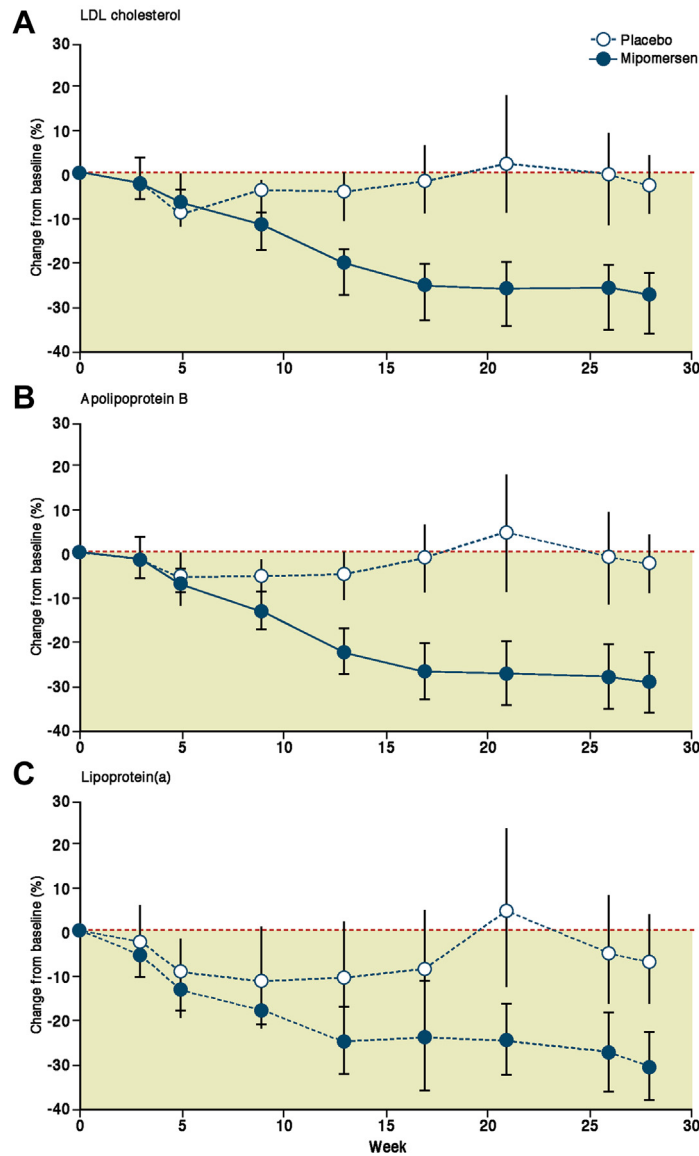 A
LDL cholesterol
Placebo
Mipomersen
Change from baseline (%)
30
20
10
0
-10
-20
-30
-40
0 5 10 15 20 25 30
B
Apolipoprotein B
Change from baseline (%)
30
20
10
0
-10
-20
-30
-40
0 5 10 15 20 25 30
C
Lipoprotein(a)
Change from baseline (%)
30
20
10
0
-10
-20
-30
-40
0 5 10 15 20 25 30
Week